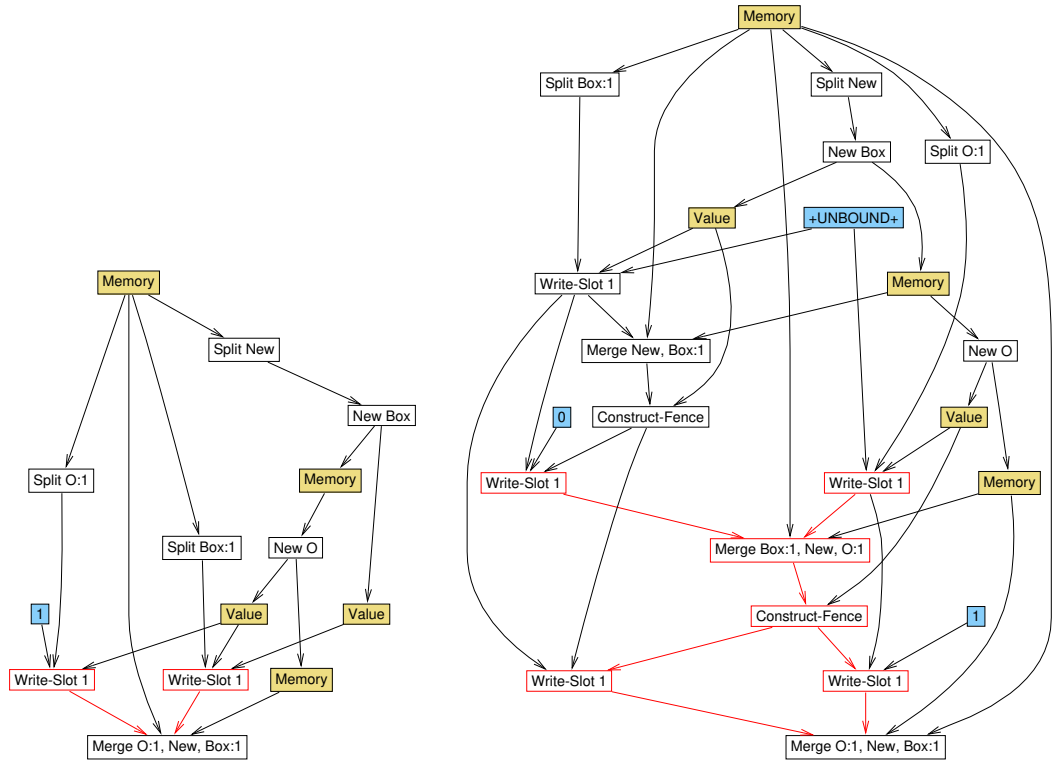 Memory
Split New
New Box
Split O:1
Memory
Split Box:1
New O
1
Value
Value
Write-Slot 1
Write-Slot 1
Memory
Merge O:1, New, Box:1
Memory
Split Box:1
Split New
New Box
Split O:1
Value
+UNBOUND+
Write-Slot 1
Memory
Merge New, Box:1
New O
0
Construct-Fence
Value
Write-Slot 1
Write-Slot 1
Memory
Merge Box:1, New, O:1
Construct-Fence
1
Write-Slot 1
Write-Slot 1
Merge O:1, New, Box:1